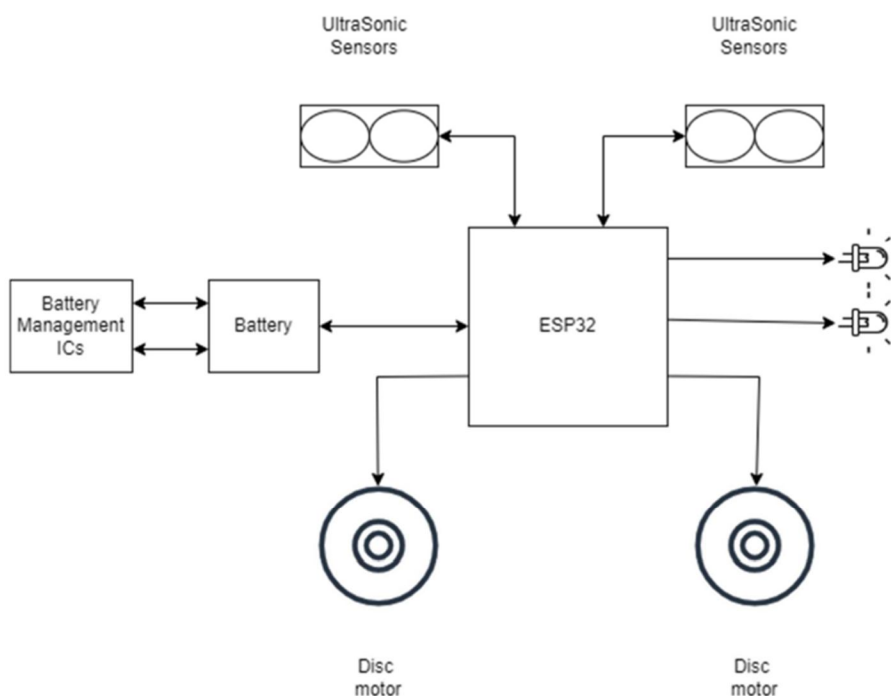 UltraSonic
Sensors
UltraSonic
Sensors
Battery
Management
ICs
Battery
ESP32
Disc
motor
Disc
motor